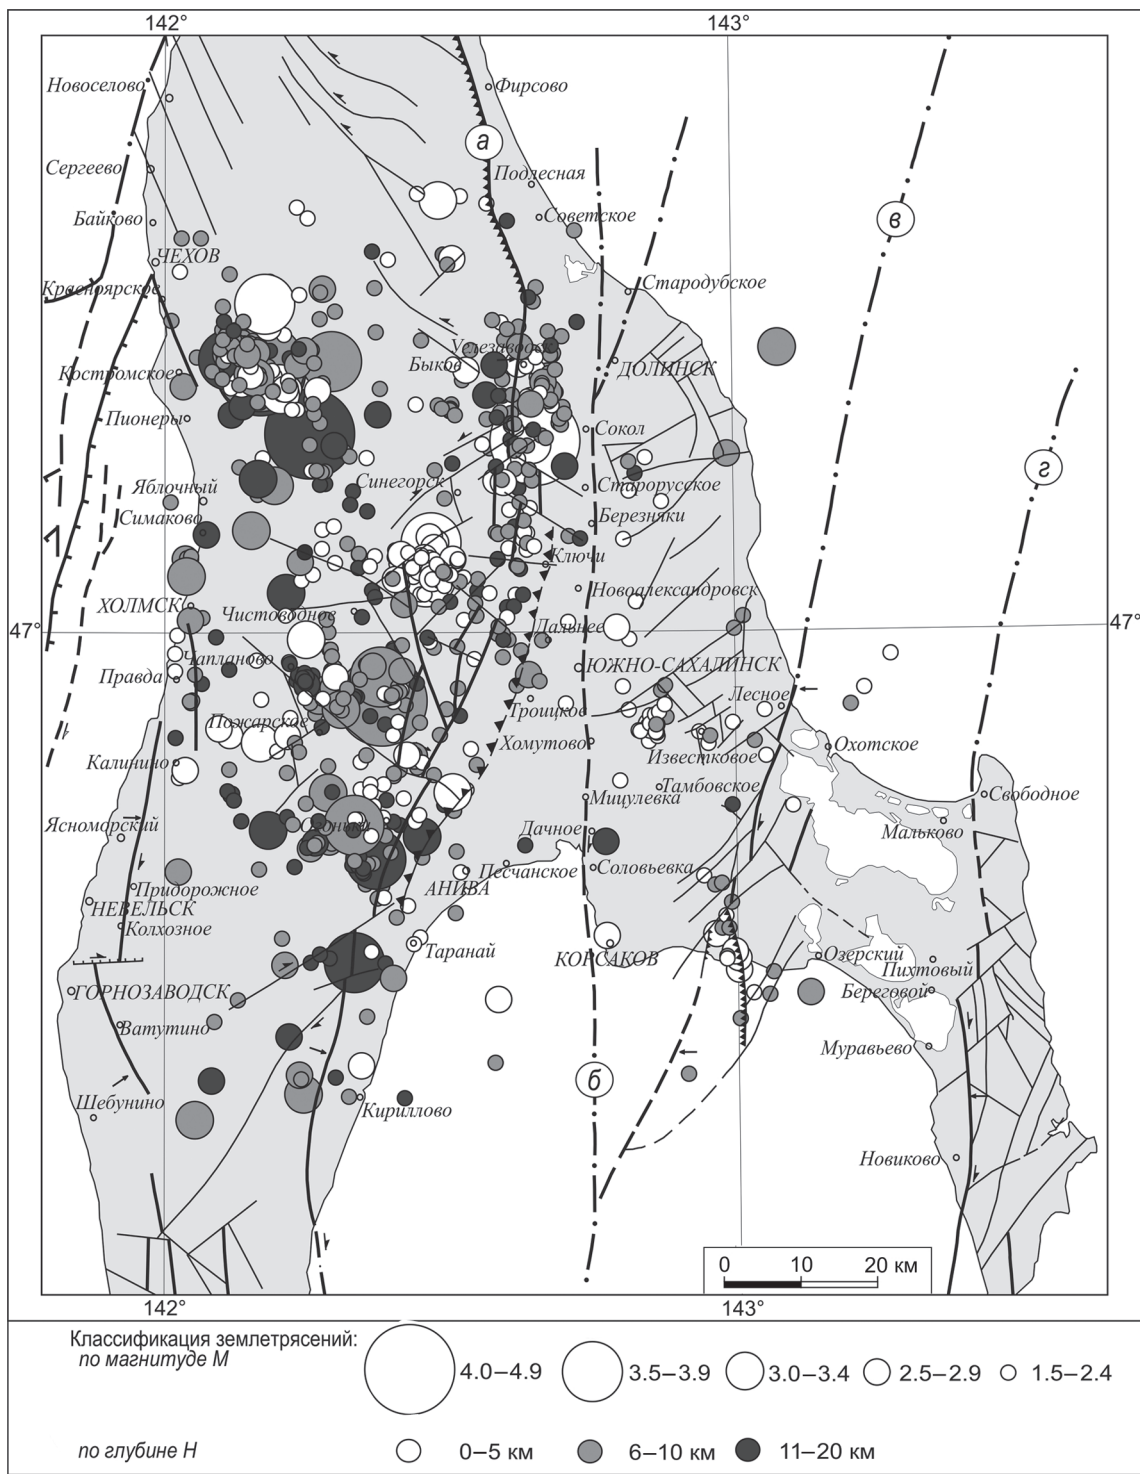 142° 143°
Новоселово
Фирсово
а
Сергеево
Подлесная
Байково
Советское
в
ЧЕХОВ
Красноярское
Стародубское
Углезаводск
Быков
ДОЛИНСК
Костромское
Пионеры
Сокол
г
Синегорск
Старорусское
Яблочный
Симаково
Березняки
Ключи
Новоалександровск
ХОЛМСК
Чистоводное
47° 47°
Дальнее
Чапланово
ЮЖНО-САХАЛИНСК
Правда
Лесное
Троицкое
Пожарское
Хомутово
Охотское
Известковое
Калинино
Тамбовское
Мицулевка
Свободное
Ясноморский
Огоньки
Дачное
Мальково
Песчанское
Соловьевка
Придорожное
АНИВА
НЕВЕЛЬСК
Колхозное
Таранай
КОРСАКОВ
Озерский
Пихтовый
ГОРНОЗАВОДСК
Береговой
Ватутино
Муравьево
б
Шебунино
Кириллово
Новиково
0 10 20 км
142° 143°
Классификация землетрясений:
по магнитуде М
4.0–4.9 3.5–3.9 3.0–3.4 2.5–2.9 1.5–2.4
по глубине Н 0–5 км 6–10 км 11–20 км